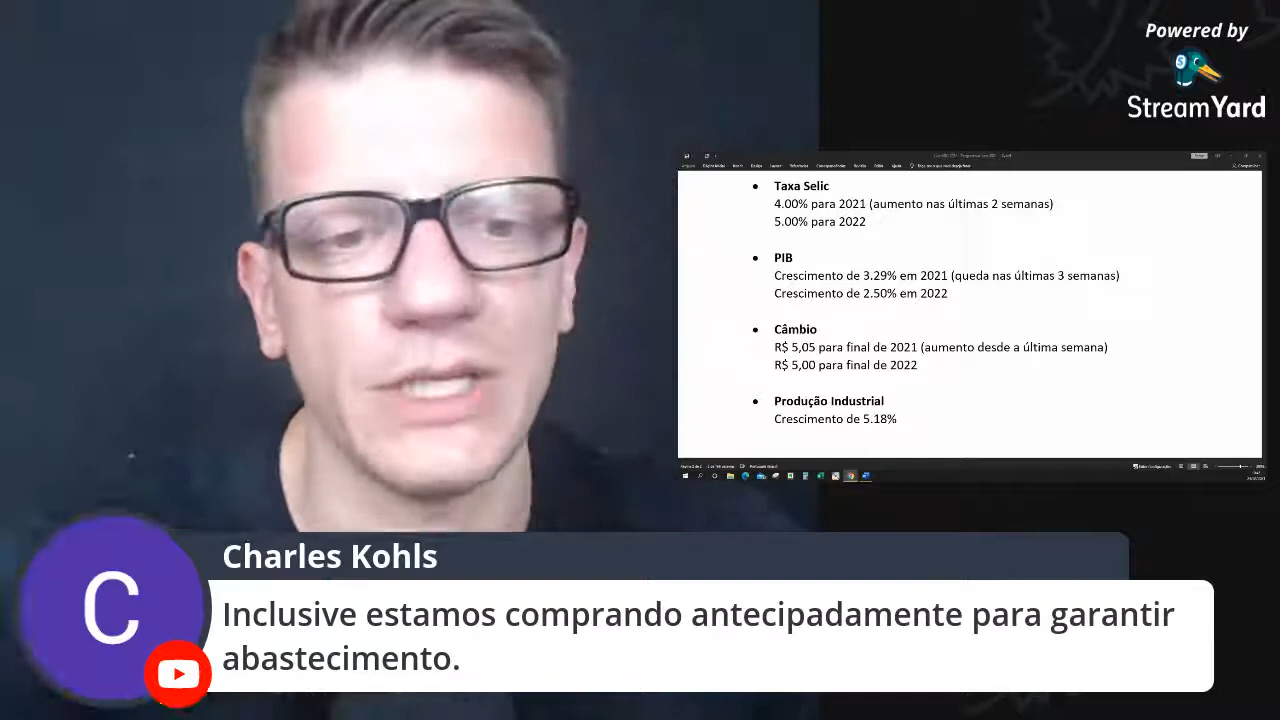 Powered by
StreamYard
Taxa Selic
4.00% para 2021 (aumento nas últimas 2 semanas)
5.00% para 2022
PIB
Crescimento de 3.29% em 2021 (queda nas últimas 3 semanas)
Crescimento de 2.50% em 2022
Câmbio
R$ 5,05 para final de 2021 (aumento desde a última semana)
R$ 5,00 para final de 2022
Produção Industrial
Crescimento de 5.18%
C
Charles Kohls
Inclusive estamos comprando antecipadamente para garantir
abastecimento.